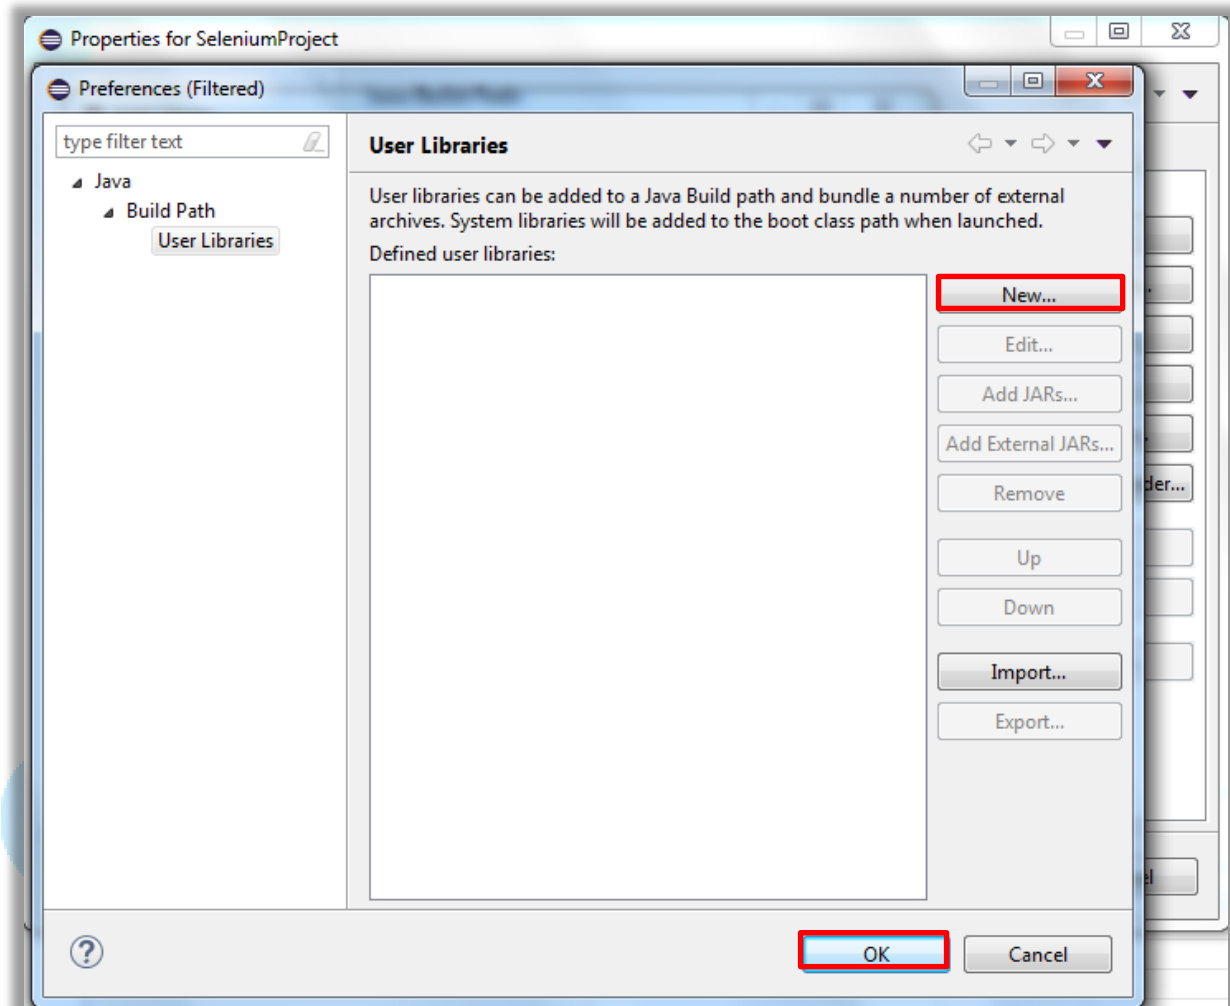 Properties for SeleniumProject
Preferences (Filtered)
type filter text
Java
Build Path
User Libraries
User Libraries
User libraries can be added to a Java Build path and bundle a number of external
archives. System libraries will be added to the boot class path when launched.
Defined user libraries:
New...
Edit...
Add JARs...
Add External JARs...
Remove
Up
Down
Import...
Export...
OK
Cancel
der...